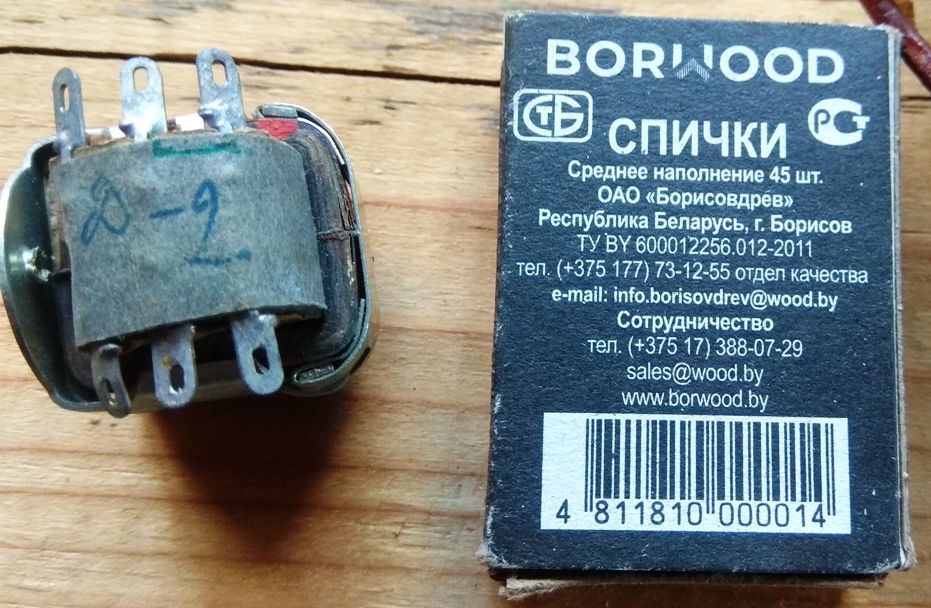 Д-9
BORWOOD
СТБ
РСТ
СПИЧКИ
Среднее наполнение 45 шт.
ОАО «Борисовдрев»
Республика Беларусь, г. Борисов
ТУ BY 600012256.012-2011
тел. (+375 177) 73-12-55 отдел качества
e-mail: info.borisovdrev@wood.by
Сотрудничество
тел. (+375 17) 388-07-29
sales@wood.by
www.borwood.by
4 811810 000014